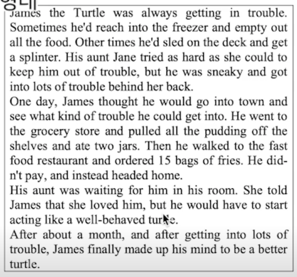 James the Turtle was always getting in trouble.
Sometimes he'd reach into the freezer and empty out
all the food. Other times he'd sled on the deck and get
a splinter. His aunt Jane tried as hard as she could to
keep him out of trouble, but he was sneaky and got
into lots of trouble behind her back.
One day, James thought he would go into town and
see what kind of trouble he could get into. He went to
the grocery store and pulled all the pudding off the
shelves and ate two jars. Then he walked to the fast
food restaurant and ordered 15 bags of fries. He did-
n't pay, and instead headed home.
His aunt was waiting for him in his room. She told
James that she loved him, but he would have to start
acting like a well-behaved turtle.
After about a month, and after getting into lots of
trouble, James finally made up his mind to be a better
turtle.